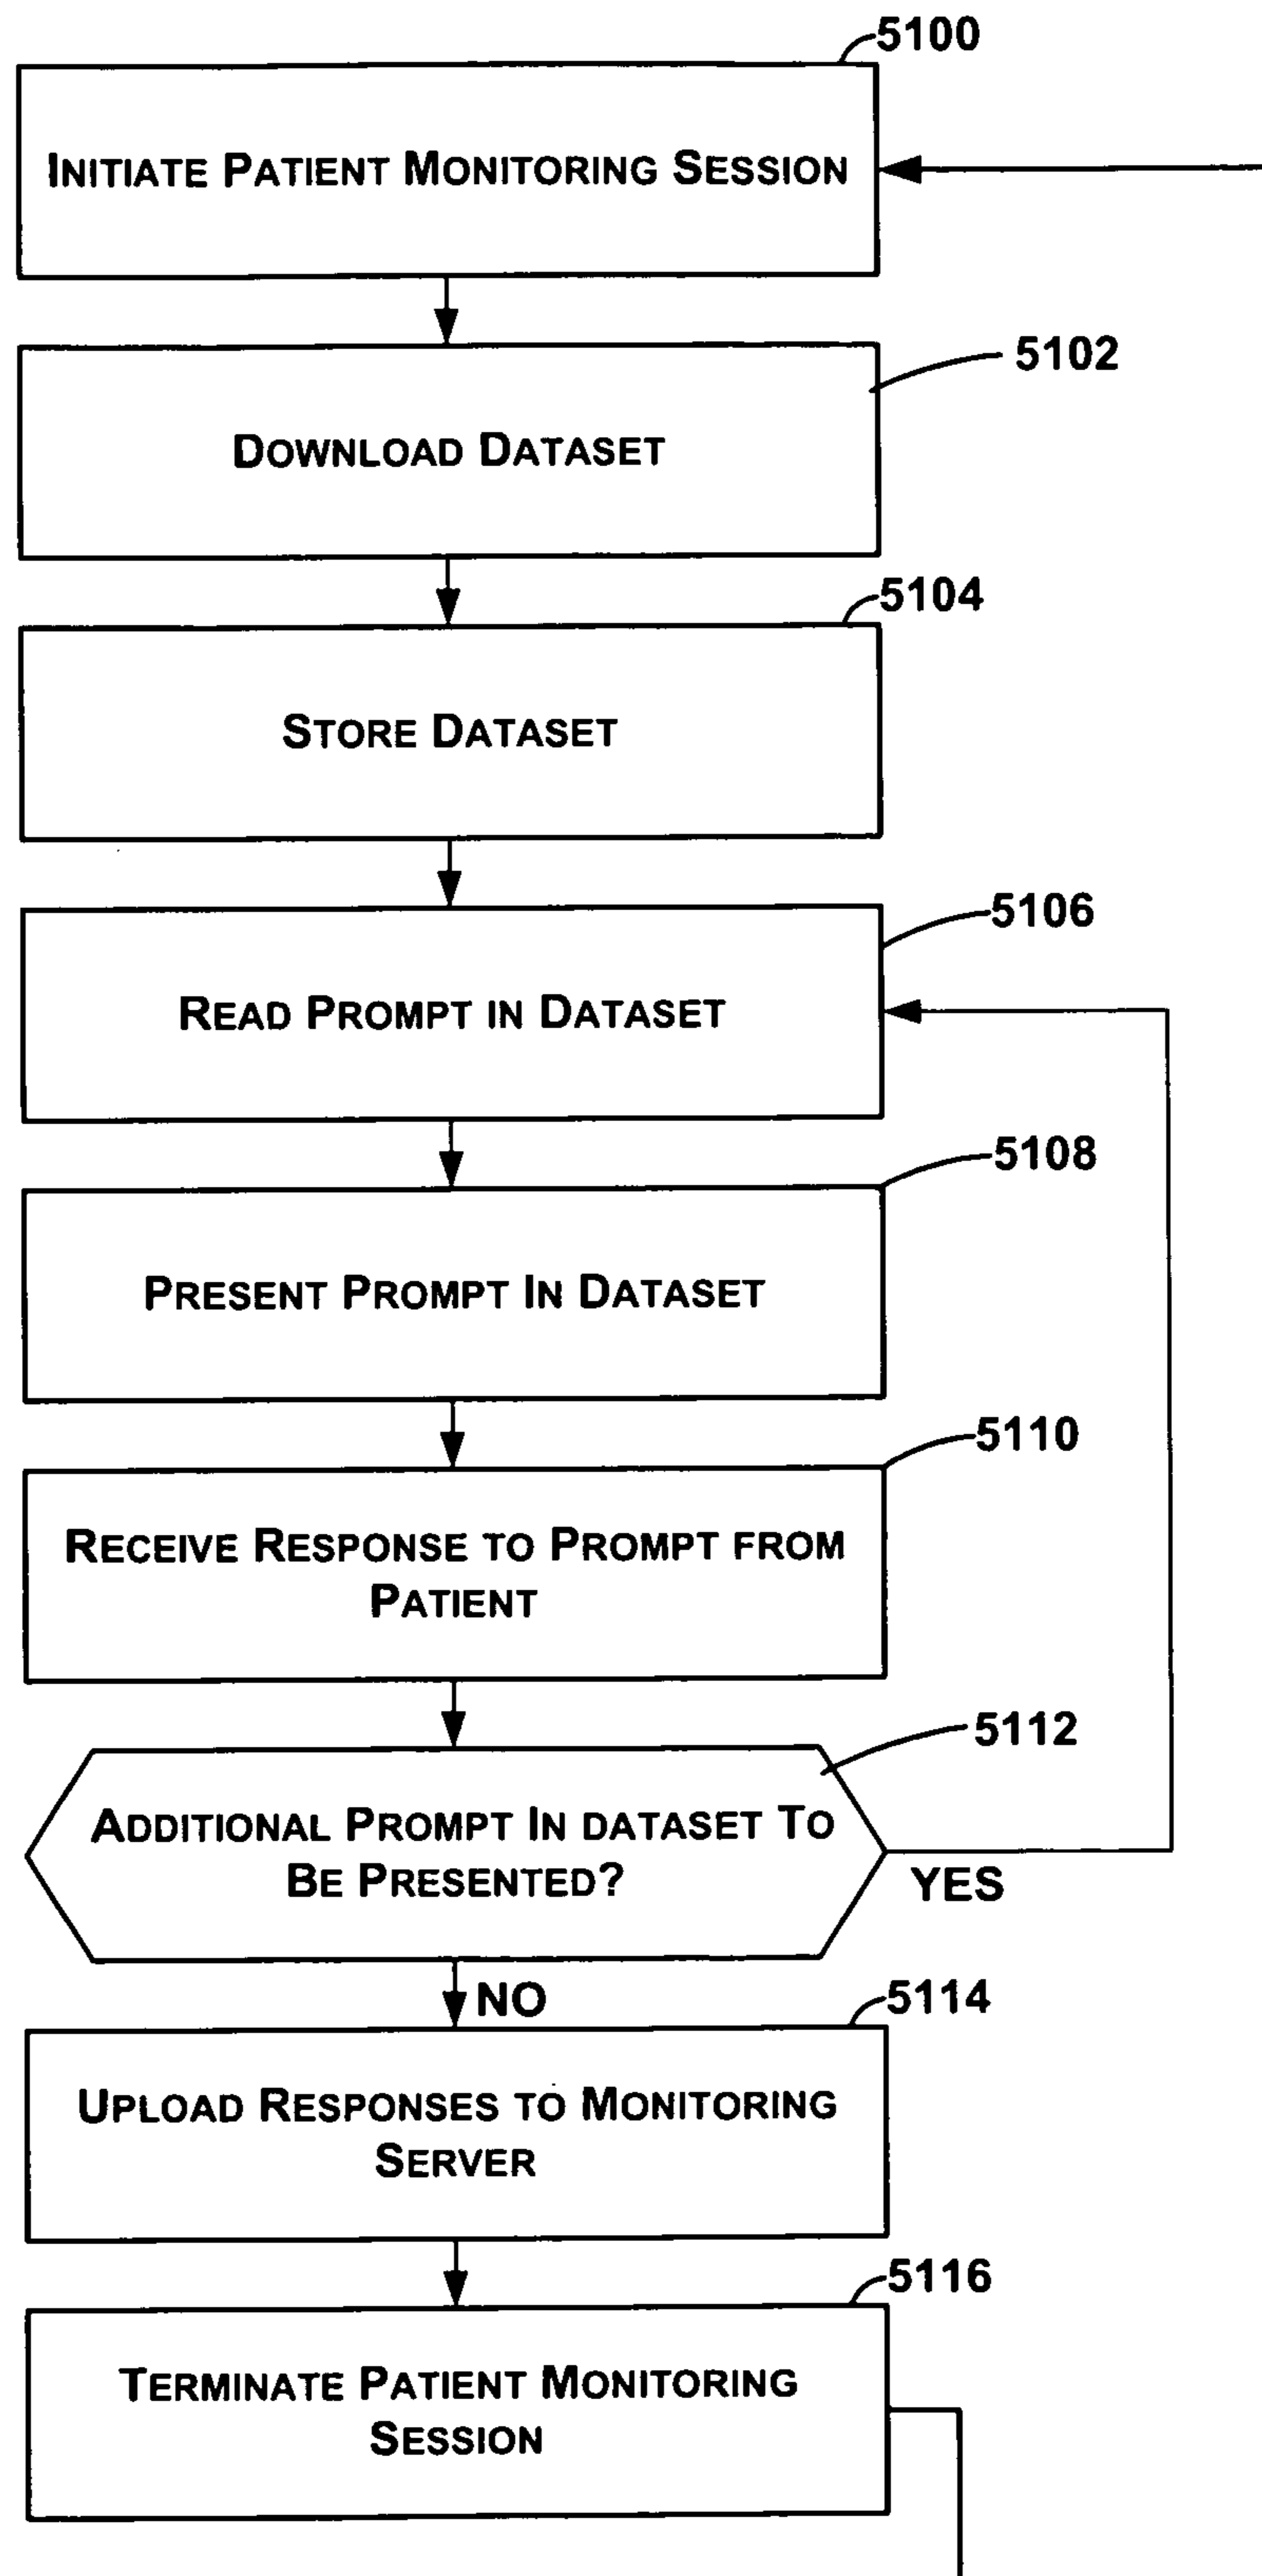 5100
INITIATE PATIENT MONITORING SESSION
5102
DOWNLOAD DATASET
5104
STORE DATASET
5106
READ PROMPT IN DATASET
5108
PRESENT PROMPT IN DATASET
5110
RECEIVE RESPONSE TO PROMPT FROM
PATIENT
5112
ADDITIONAL PROMPT IN DATASET TO
BE PRESENTED?
YES
NO
5114
UPLOAD RESPONSES TO MONITORING
SERVER
5116
TERMINATE PATIENT MONITORING
SESSION